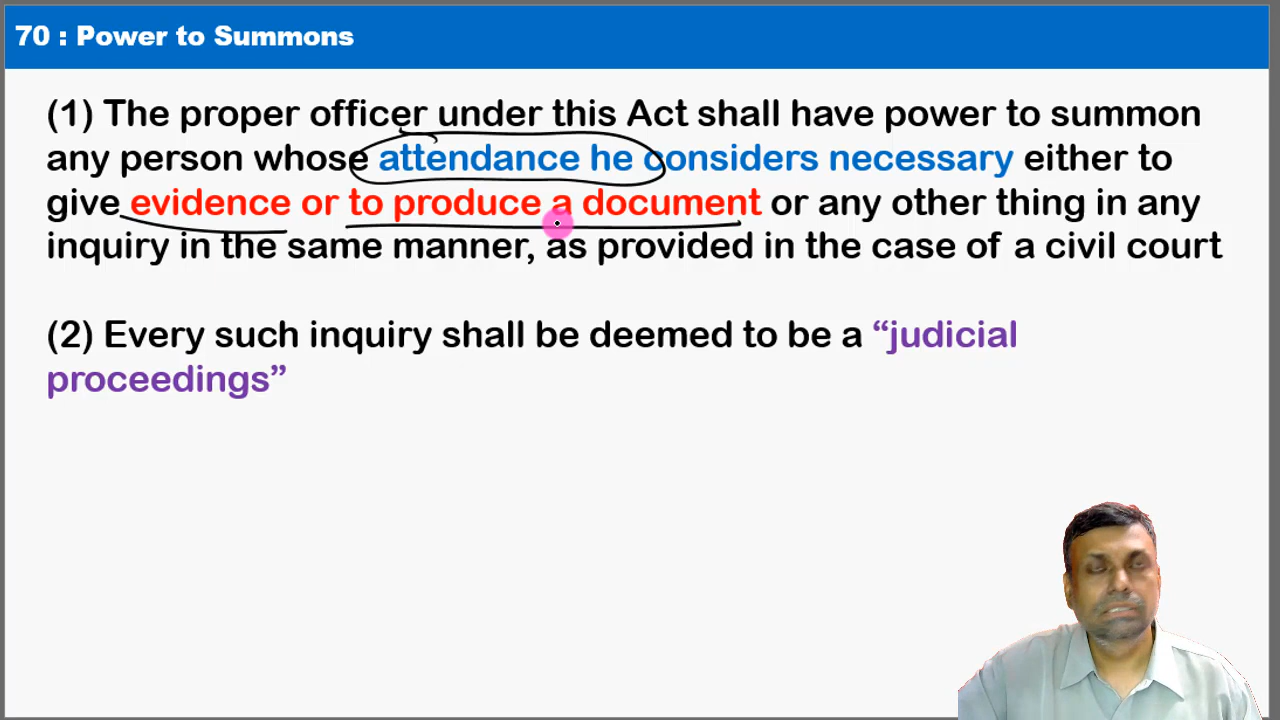 70 : Power to Summons
(1) The proper officer under this Act shall have power to summon
any person whose attendance he considers necessary either to
give evidence or to produce a document or any other thing in any
inquiry in the same manner, as provided in the case of a civil court
(2) Every such inquiry shall be deemed to be a “judicial
proceedings”